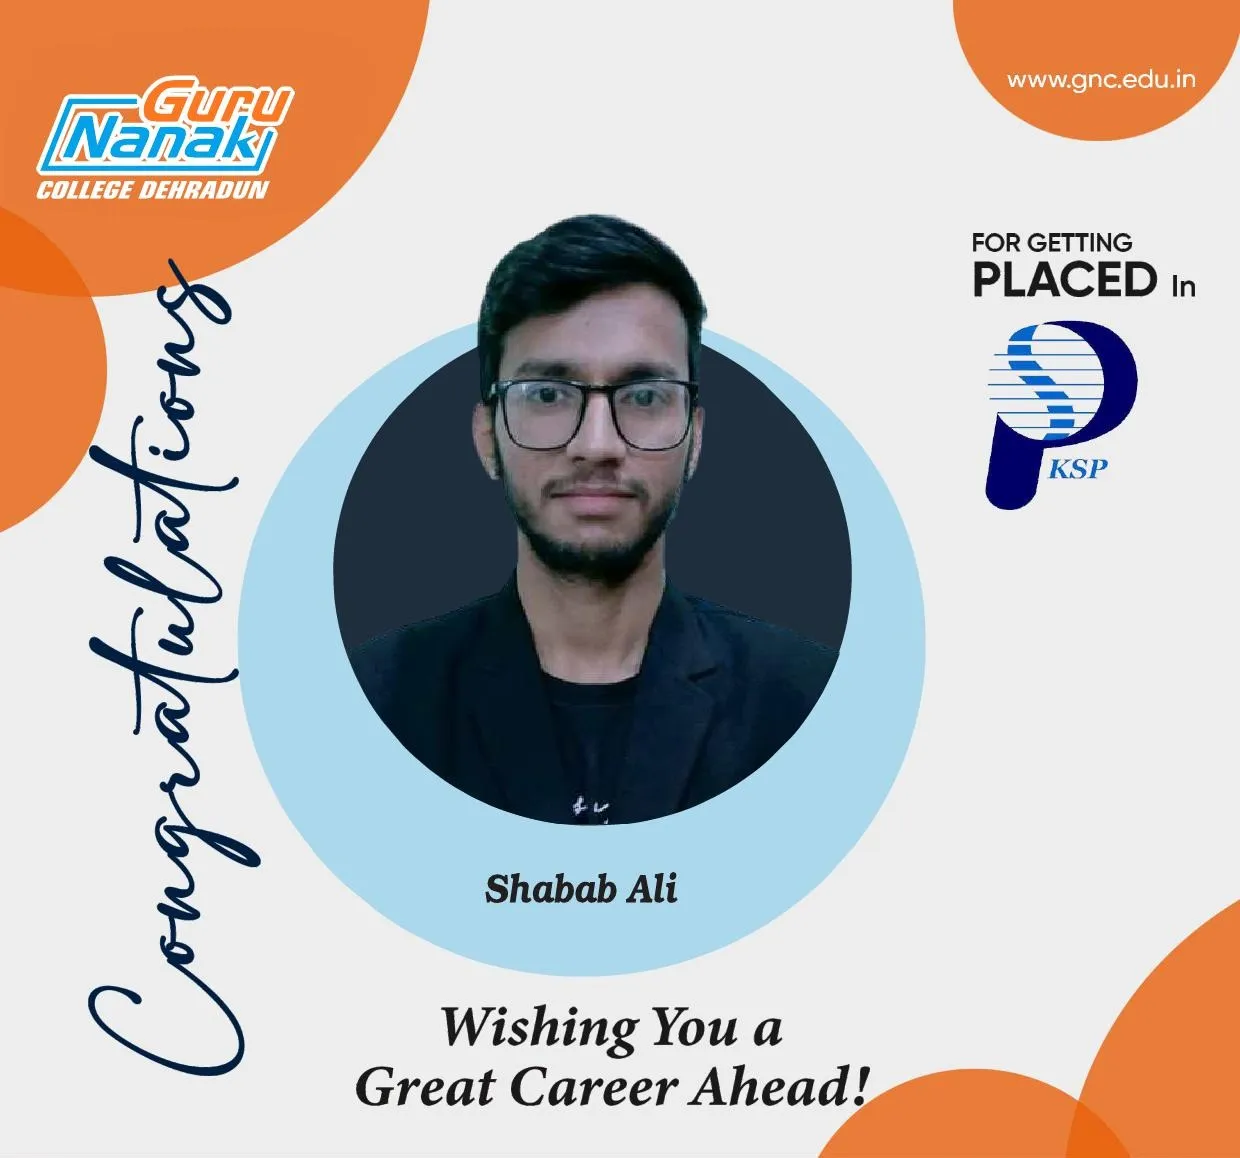 Guru
Nanak
COLLEGE DEHRADUN
www.gnc.edu.in
Congratulations
FOR GETTING
PLACED In
KSP
Shabab Ali
Wishing You a
Great Career Ahead!